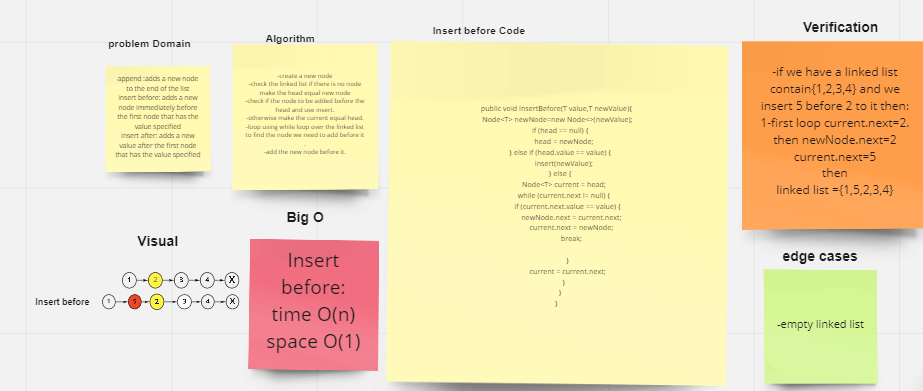 problem Domain
append :adds a new node
to the end of the list
insert before: adds a new
node immediately before
the first node that has the
value specified
insert after; adds a new
value after the first node
that has the value specified
Algorithm
-create a new node
-check the linked list if there is no node
make the head equal new node
-check if the node to be added before the
head and use insert.
-otherwise make the current equal head.
-loop using while loop over the linked list
to find the node we need to add before it
.
-add the new node before it.
Insert before Code
public void insertBefore(T value,T newValue){
Node<T> newNode=new Node<>(newValue);
if (head == null) {
head = newNode;
} else if (head.value == value) {
insert(newValue);
} else {
Node<T> current = head;
while (current.next != null) {
if (current.next.value == value) {
newNode.next = current.next;
current.next = newNode;
break;
}
current = current.next;
}
}
}
Verification
-if we have a linked list
contain{1,2,3,4} and we
insert 5 before 2 to it then:
1-first loop current.next=2.
then newNode.next=2
current.next=5
then
linked list ={1,5,2,3,4}
Visual
1 2 3 4 X
Insert before 1 5 2 3 4 X
Big O
Insert
before:
time O(n)
space O(1)
edge cases
-empty linked list